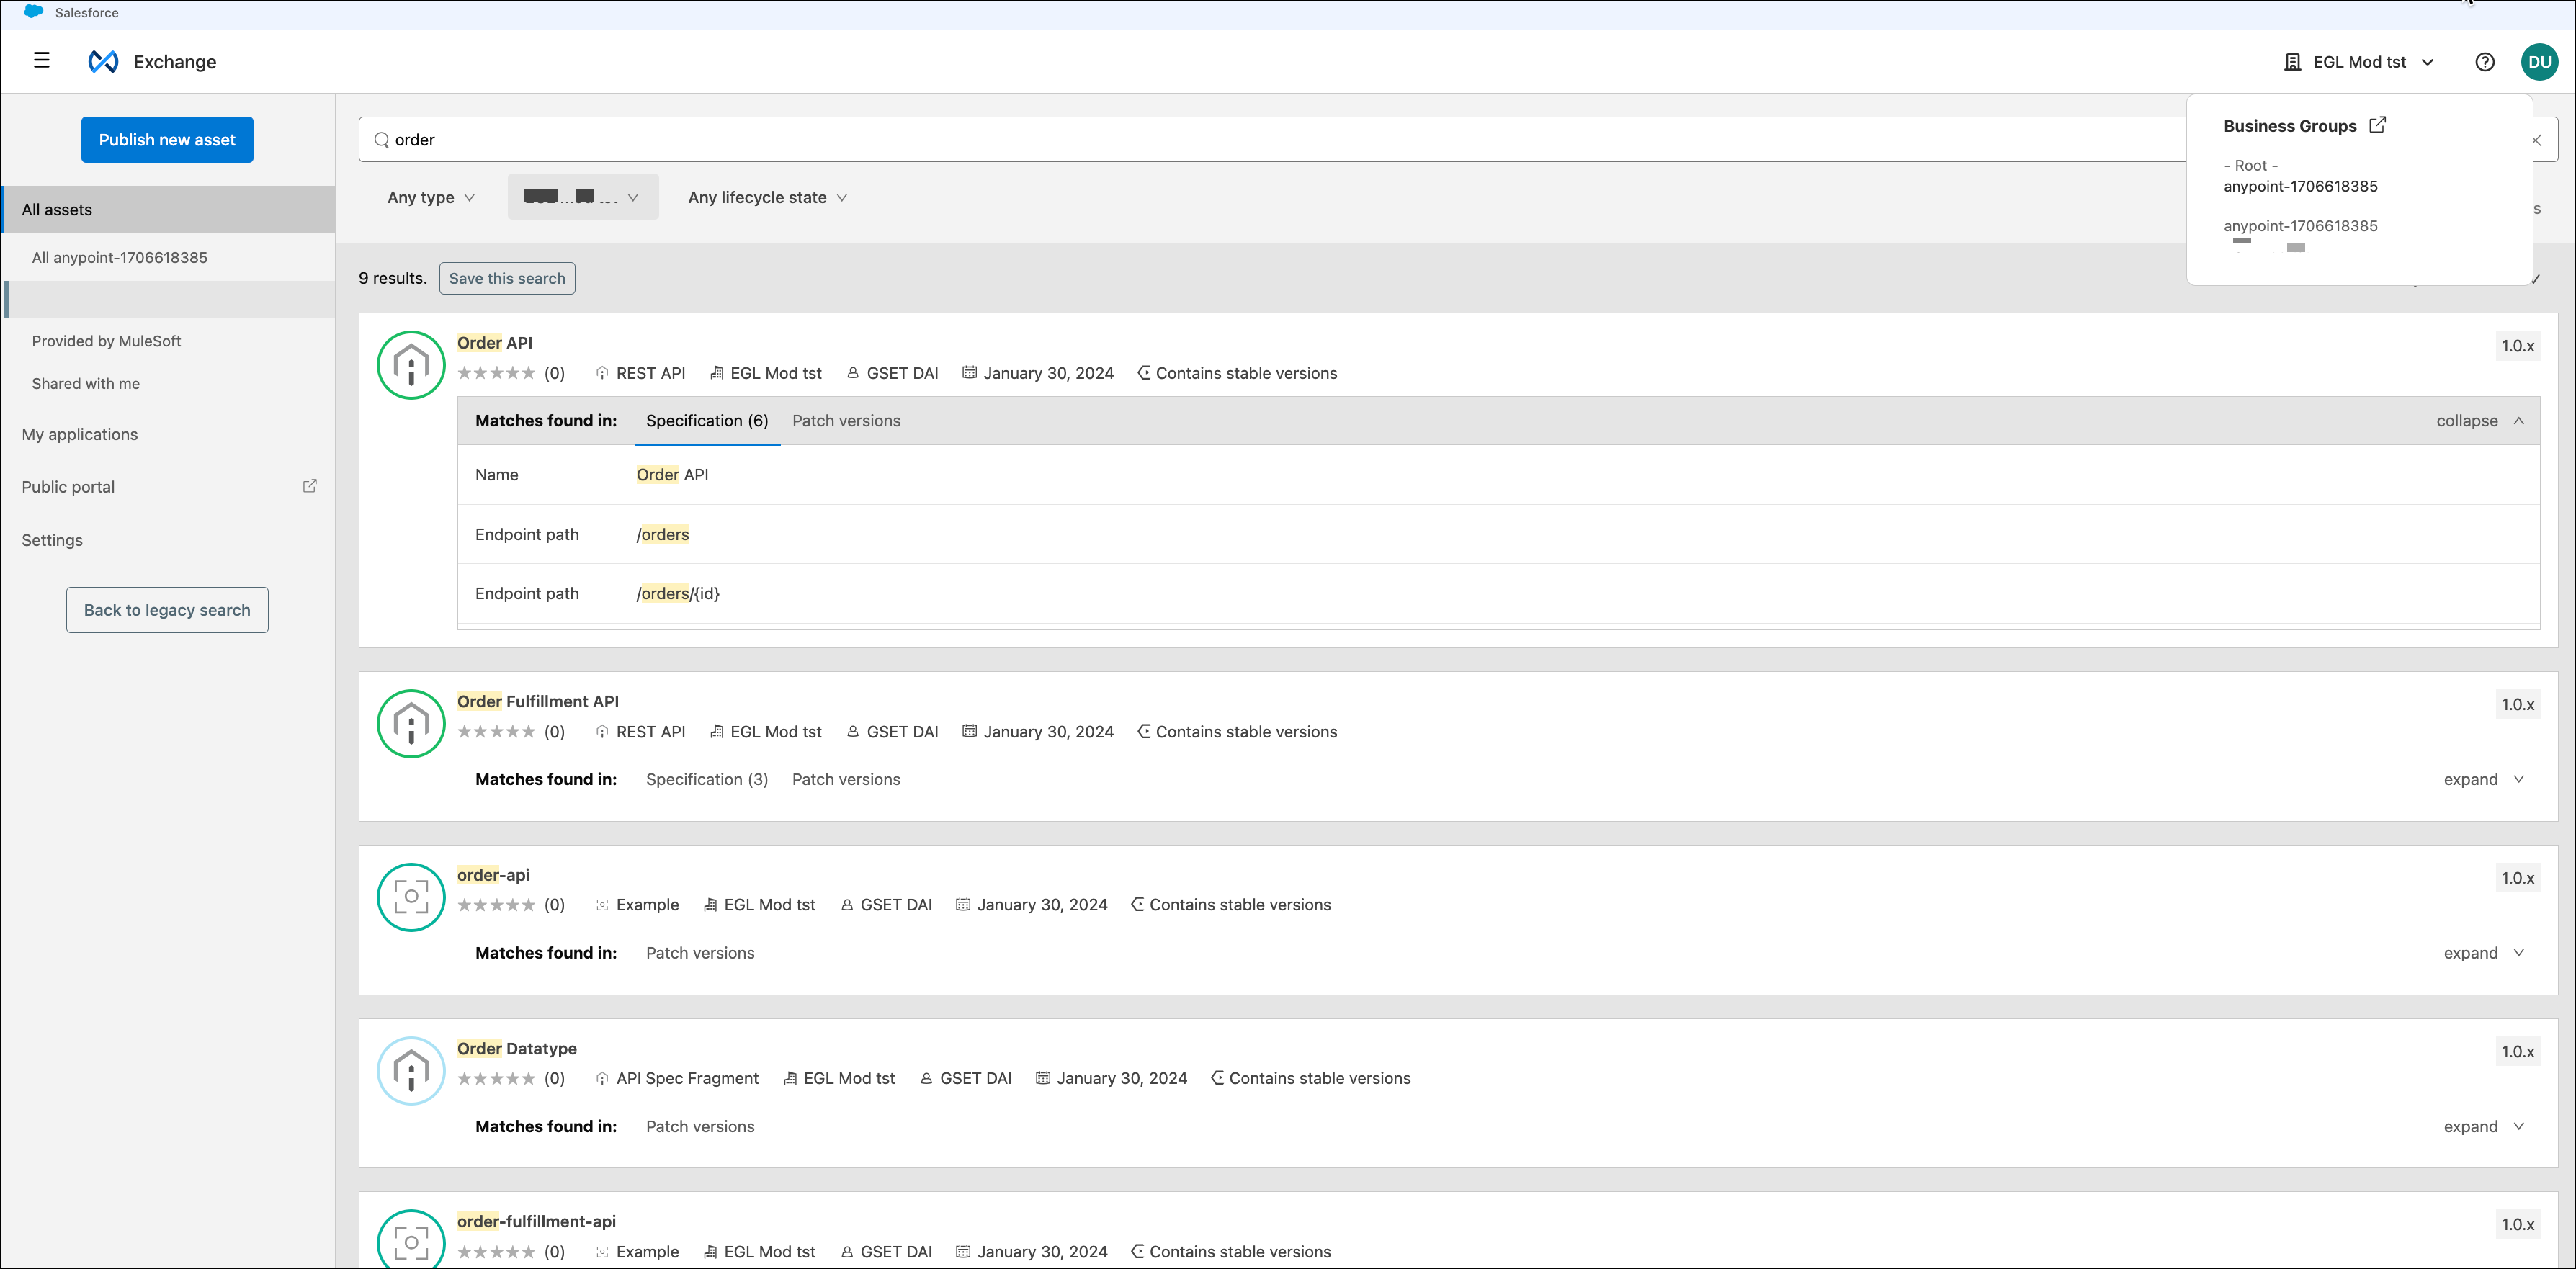 Salesforce
Exchange
EGL Mod tst
DU
Publish new asset
All assets
All anypoint-1706618385
Provided by MuleSoft
Shared with me
My applications
Public portal
Settings
Back to legacy search
order
Any type
Any lifecycle state
Business Groups
- Root -
anypoint-1706618385
anypoint-1706618385
9 results.
Save this search
Order API
1.0.x
(0) REST API EGL Mod tst GSET DAI January 30, 2024 Contains stable versions
Matches found in: Specification (6) Patch versions collapse
Name Order API
Endpoint path /orders
Endpoint path /orders/{id}
Order Fulfillment API
1.0.x
(0) REST API EGL Mod tst GSET DAI January 30, 2024 Contains stable versions
Matches found in: Specification (3) Patch versions expand
order-api
1.0.x
(0) Example EGL Mod tst GSET DAI January 30, 2024 Contains stable versions
Matches found in: Patch versions expand
Order Datatype
1.0.x
(0) API Spec Fragment EGL Mod tst GSET DAI January 30, 2024 Contains stable versions
Matches found in: Patch versions expand
order-fulfillment-api
1.0.x
(0) Example EGL Mod tst GSET DAI January 30, 2024 Contains stable versions